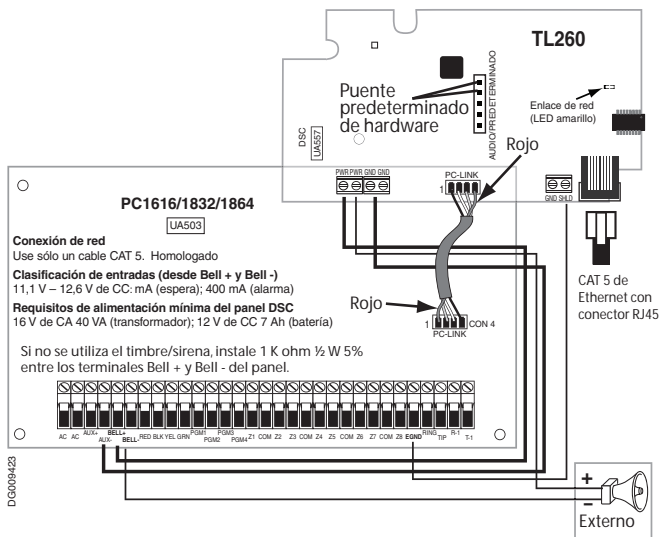 TL260
Puente
predeterminado
de hardware
AUDIO/PREDETERMINADO
Enlace de red
(LED amarillo)
DSC
UA557
Rojo
PWR PWR GND GND
PC-LINK
1
GND SHLD
PC1616/1832/1864
UA503
Conexión de red
Use sólo un cable CAT 5. Homologado
Clasificación de entradas (desde Bell + y Bell -)
11,1 V – 12,6 V de CC: mA (espera); 400 mA (alarma)
Requisitos de alimentación mínima del panel DSC
16 V de CA 40 VA (transformador); 12 V de CC 7 Ah (batería)
Rojo
1
CON 4
PC-LINK
CAT 5 de
Ethernet con
conector RJ45
Si no se utiliza el timbre/sirena, instale 1 K ohm ½ W 5%
entre los terminales Bell + y Bell - del panel.
AC AC AUX+ AUX- BELL+ BELL- RED BLK YEL GRN PGM1 PGM2 PGM3 PGM4 Z1 COM Z2 Z3 COM Z4 Z5 COM Z6 Z7 COM Z8 EGND RING TIP R-1 T-1
DG009423
+
–
Externo